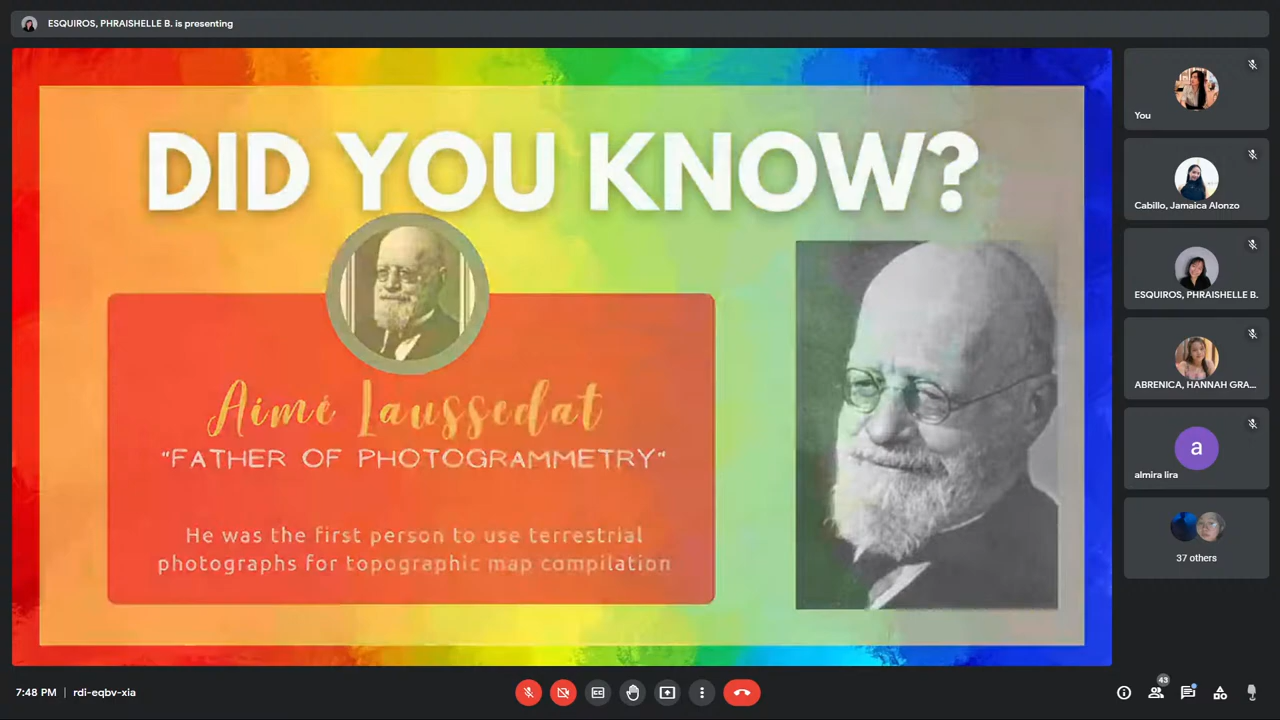 ESQUIROS, PHRAISHELLE B. is presenting
DID YOU KNOW?
Aimé Laussedat
"FATHER OF PHOTOGRAMMETRY"
He was the first person to use terrestrial
photographs for topographic map compilation
You
Cabillo, Jamaica Alonzo
ESQUIROS, PHRAISHELLE B.
ABRENICA, HANNAH GRA...
a
almira lira
37 others
7:48 PM | rdi-eqbv-xia
CC
43